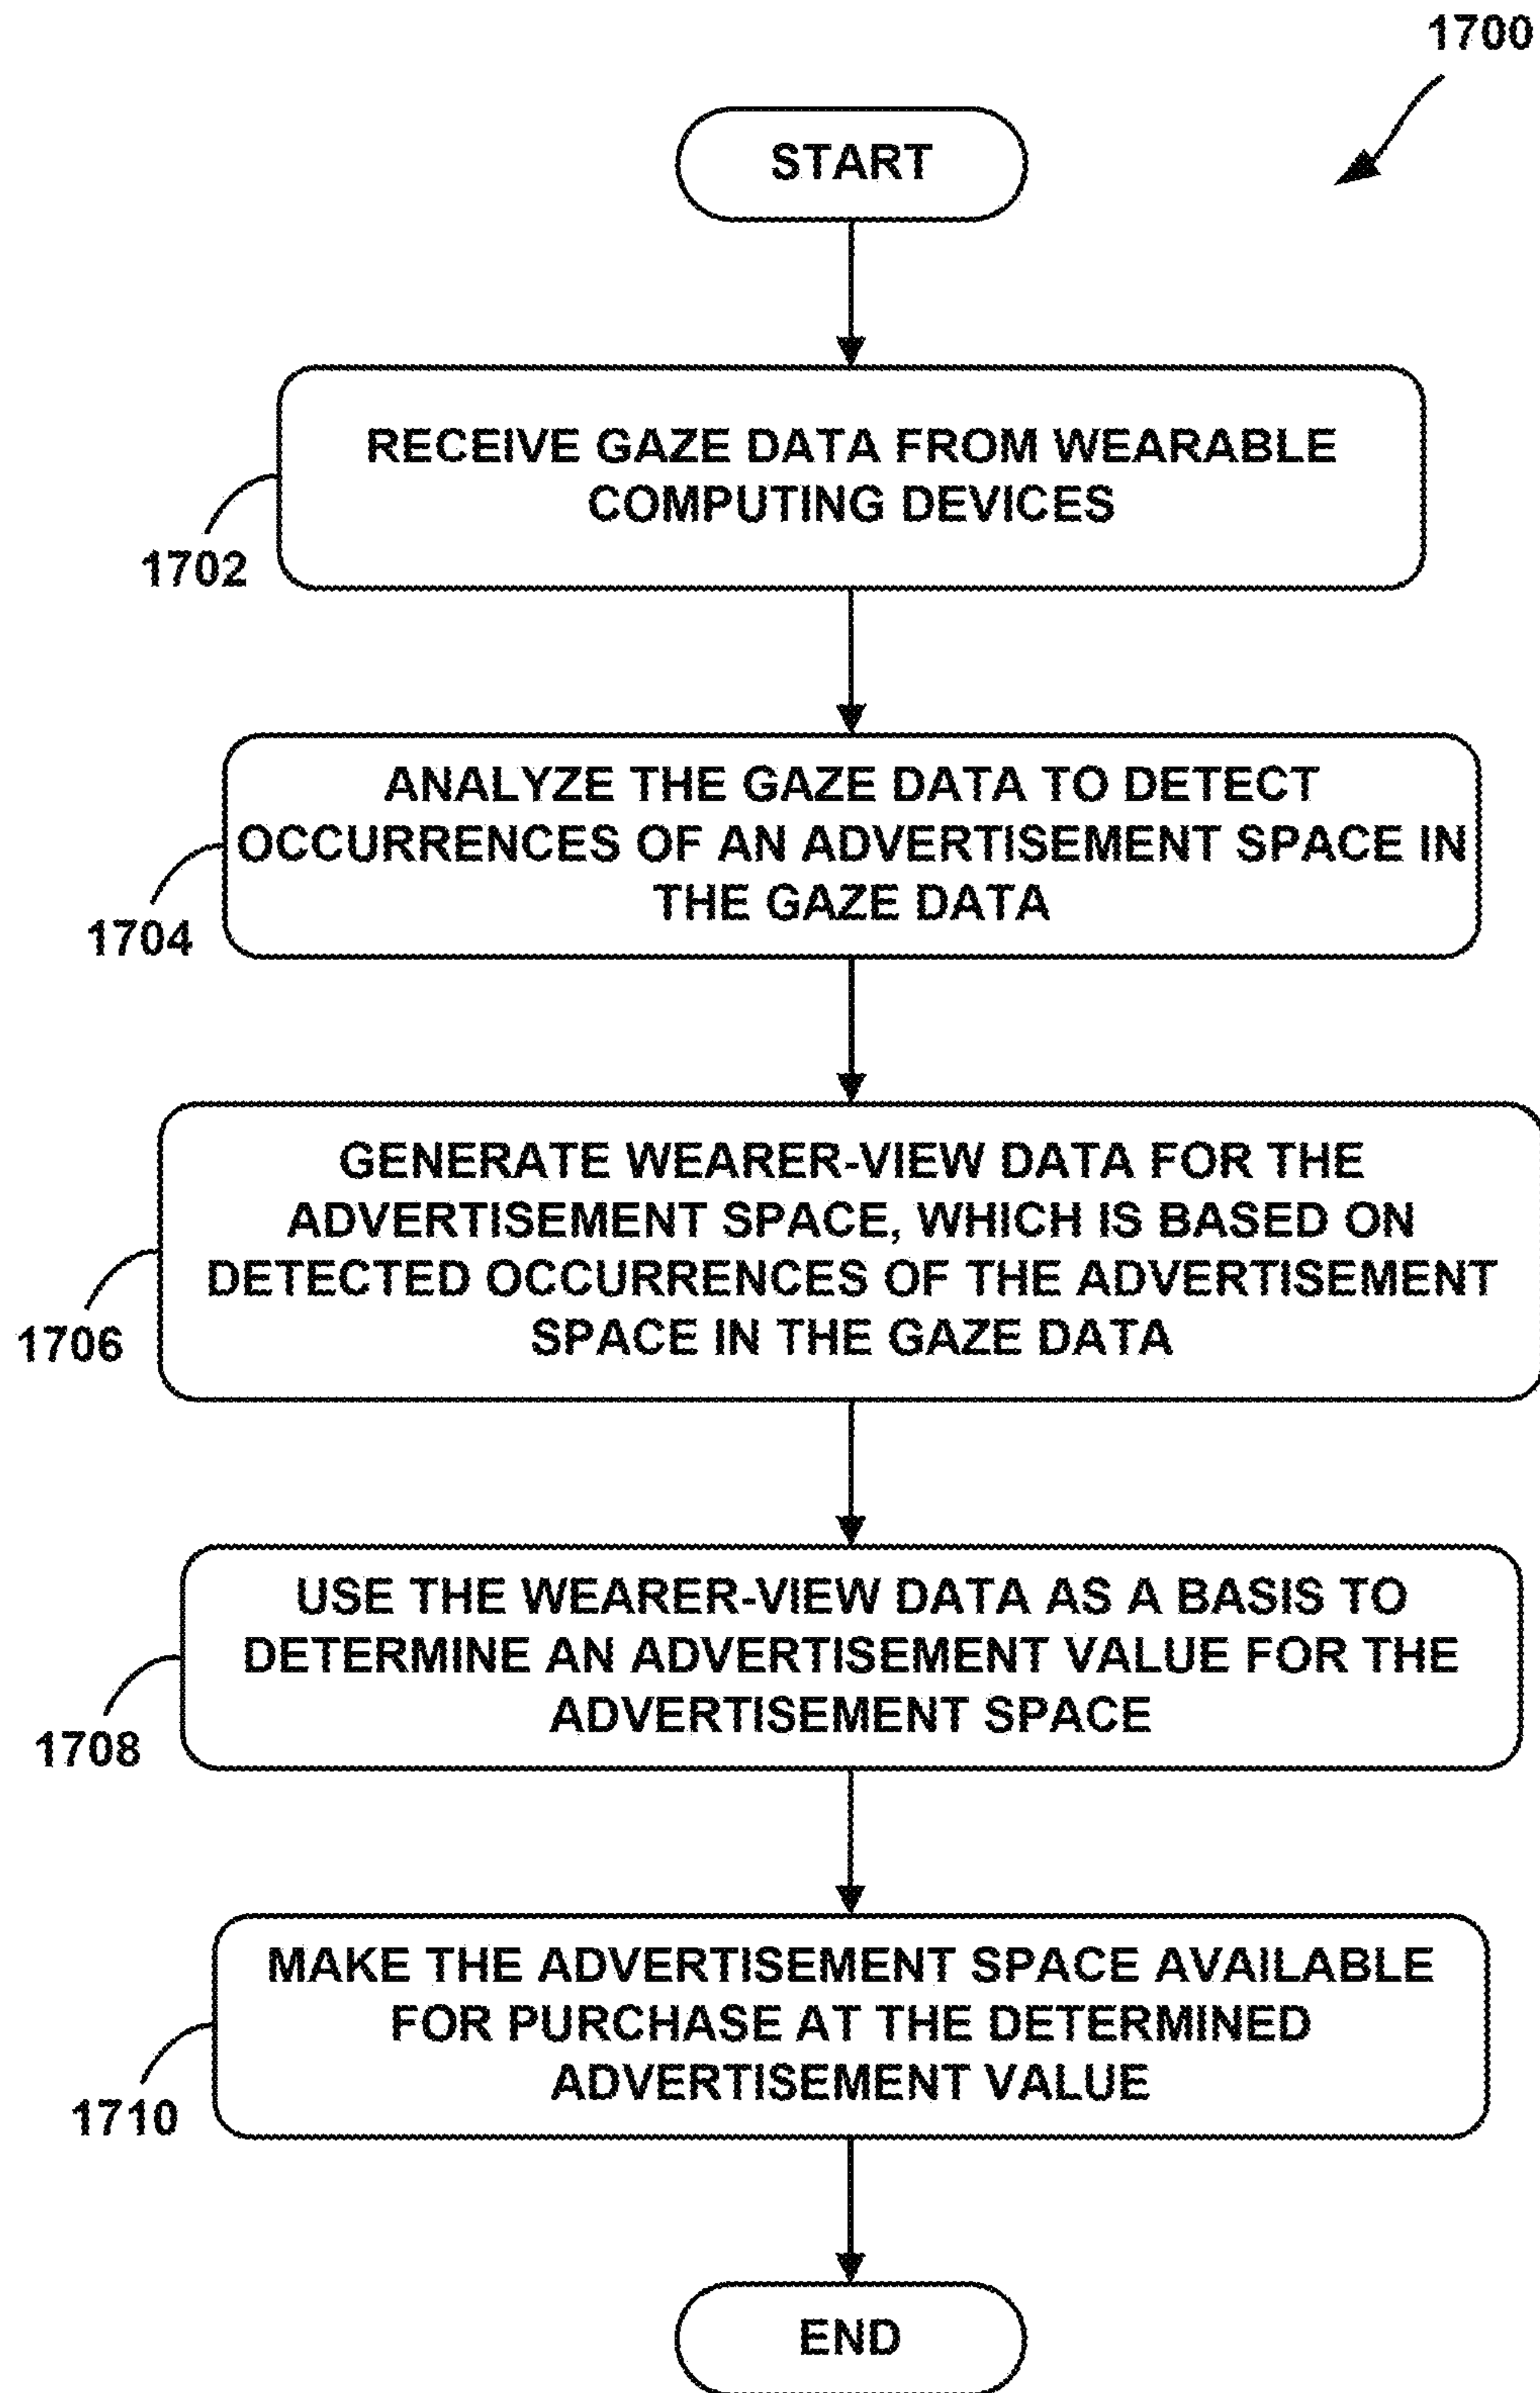 1700
START
RECEIVE GAZE DATA FROM WEARABLE
COMPUTING DEVICES
1702
ANALYZE THE GAZE DATA TO DETECT
OCCURRENCES OF AN ADVERTISEMENT SPACE IN
THE GAZE DATA
1704
GENERATE WEARER-VIEW DATA FOR THE
ADVERTISEMENT SPACE, WHICH IS BASED ON
DETECTED OCCURRENCES OF THE ADVERTISEMENT
SPACE IN THE GAZE DATA
1706
USE THE WEARER-VIEW DATA AS A BASIS TO
DETERMINE AN ADVERTISEMENT VALUE FOR THE
ADVERTISEMENT SPACE
1708
MAKE THE ADVERTISEMENT SPACE AVAILABLE
FOR PURCHASE AT THE DETERMINED
ADVERTISEMENT VALUE
1710
END